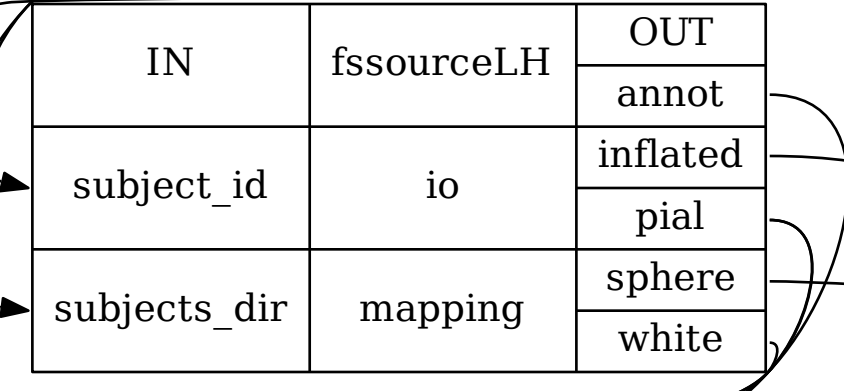 IN
fssourceLH
OUT
annot
subject_id
io
inflated
pial
subjects_dir
mapping
sphere
white